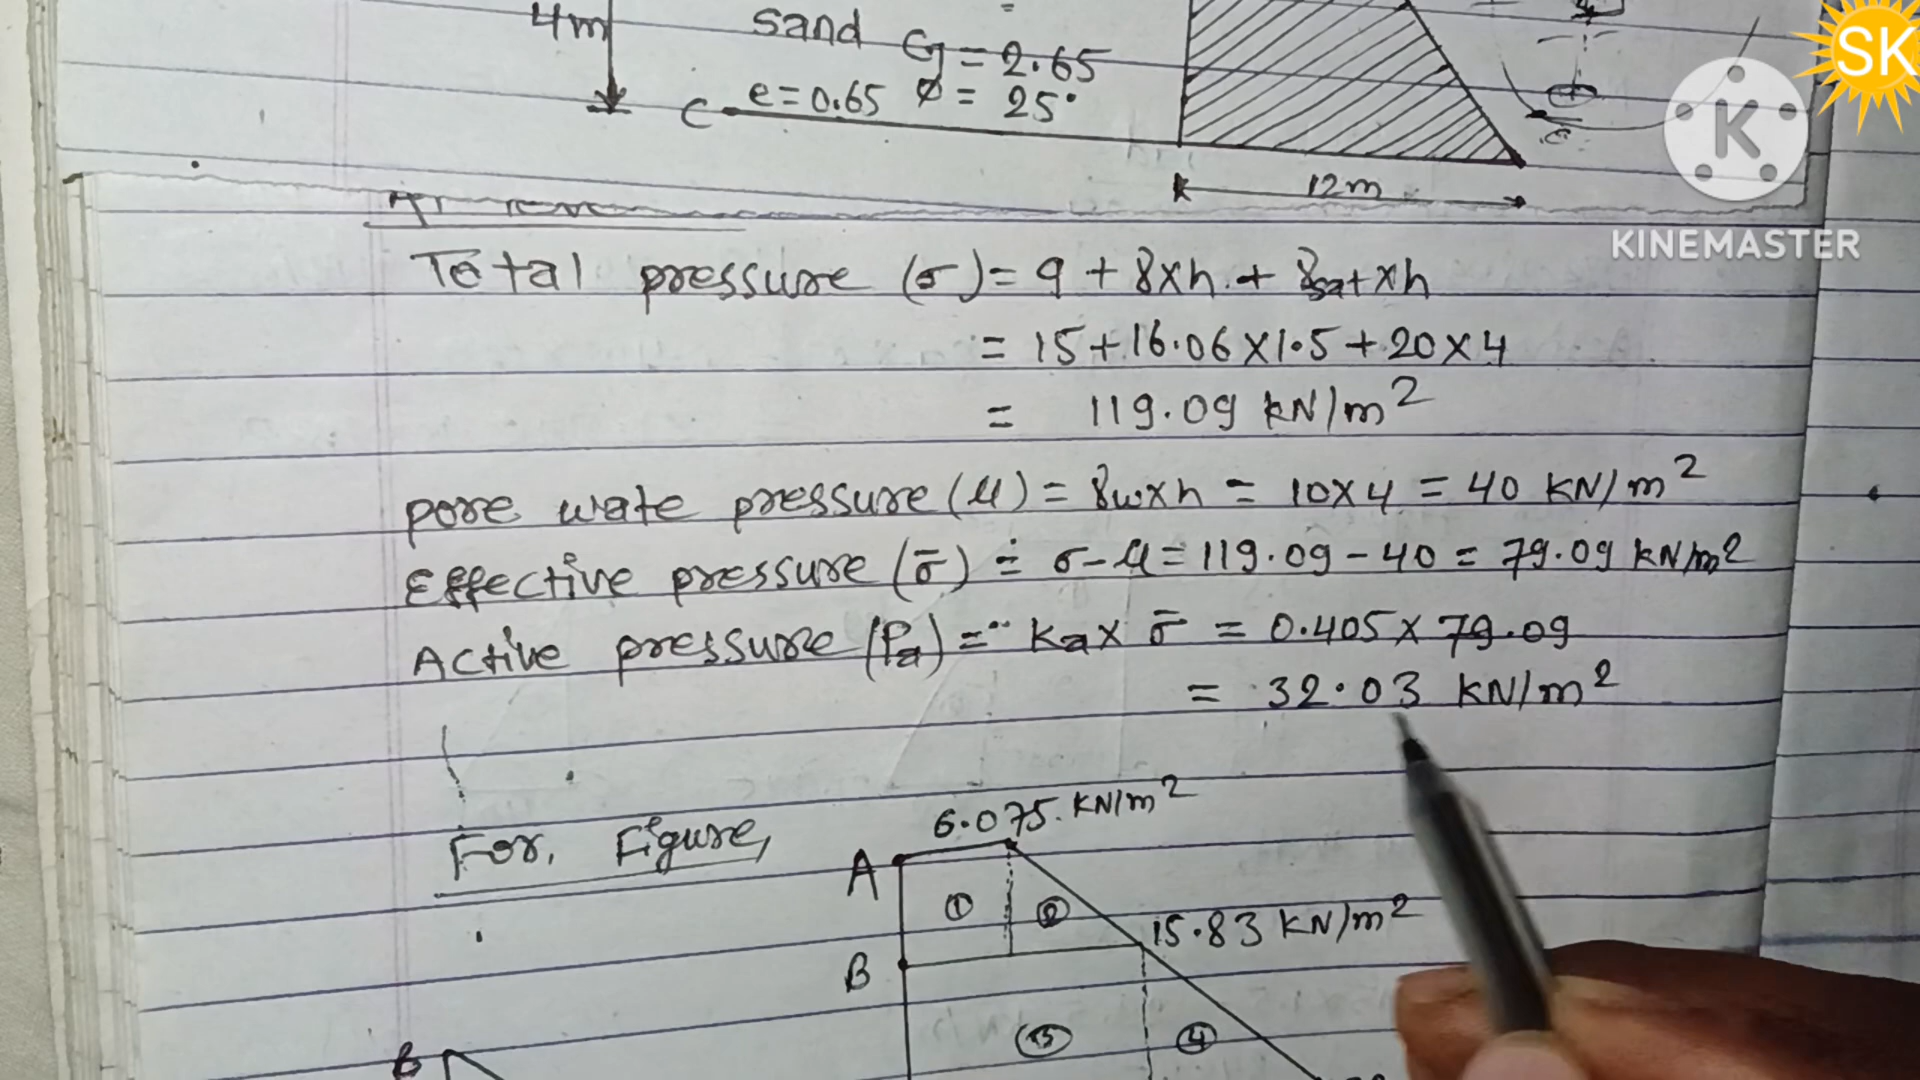 4m Sand G = 2.65
C e = 0.65 φ = 25°
12m
SK
K
KINEMASTER
Total pressure (σ) = q + γ×h + γsat×h
= 15 + 16.06×1.5 + 20×4
= 119.09 kN/m²
pore wate pressure (μ) = γw×h = 10×4 = 40 KN/m²
Effective pressure (σ̄) = σ-μ = 119.09 - 40 = 79.09 kN/m²
Active pressure (Pa) = ka× σ̄ = 0.405×79.09
= 32.03 KN/m²
For, Figure,
6.075 KN/m²
A
① ②
15.83 KN/m²
B
③ ④